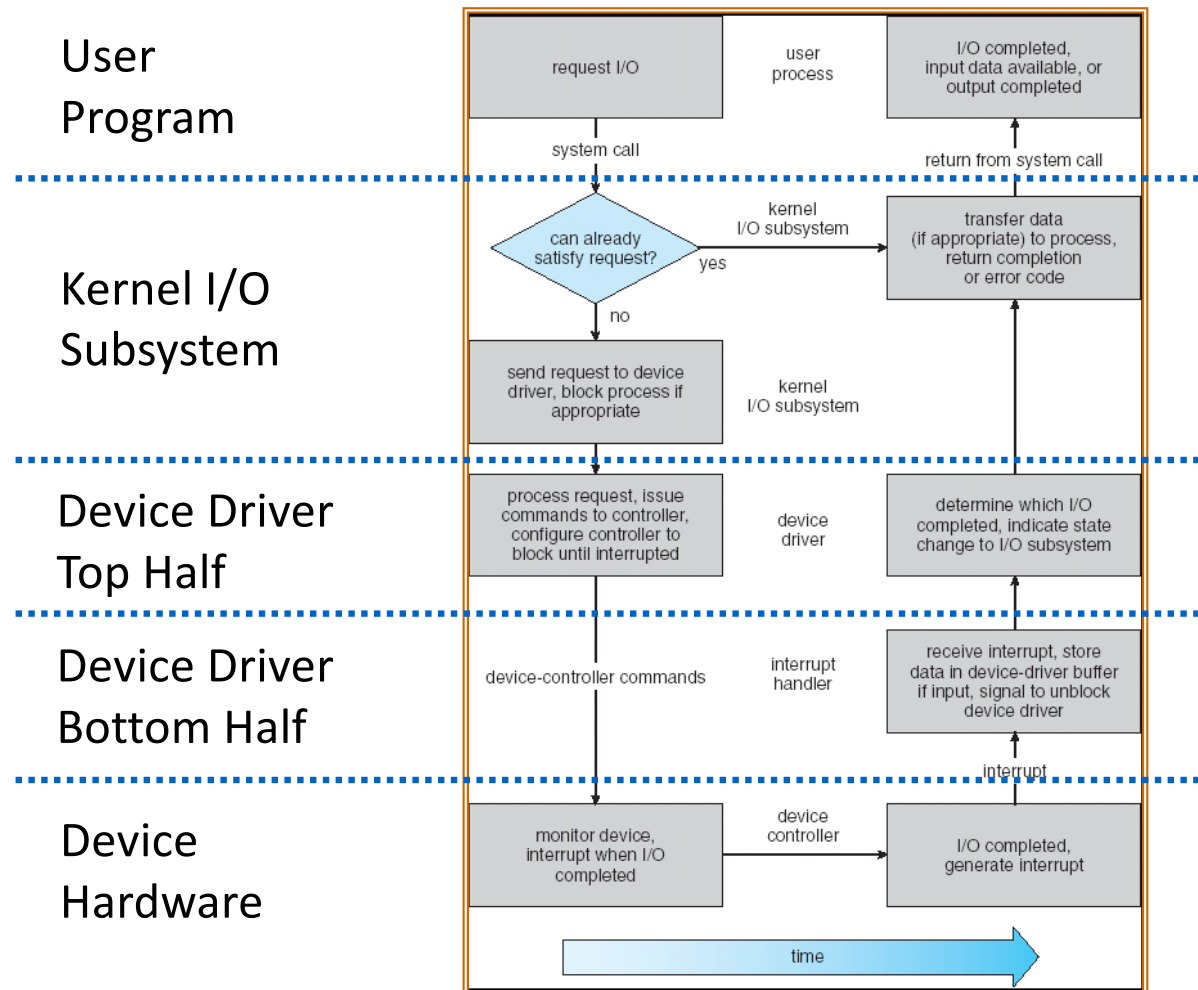 User
Program
request I/O
user
process
I/O completed,
input data available, or
output completed
system call
return from system call
Kernel I/O
Subsystem
can already
satisfy request?
yes
no
kernel
I/O subsystem
transfer data
(if appropriate) to process,
return completion
or error code
send request to device
driver, block process if
appropriate
kernel
I/O subsystem
Device Driver
Top Half
process request, issue
commands to controller,
configure controller to
block until interrupted
device
driver
determine which I/O
completed, indicate state
change to I/O subsystem
Device Driver
Bottom Half
device-controller commands
interrupt
handler
receive interrupt, store
data in device-driver buffer
if input, signal to unblock
device driver
interrupt
Device
Hardware
monitor device,
interrupt when I/O
completed
device
controller
I/O completed,
generate interrupt
time